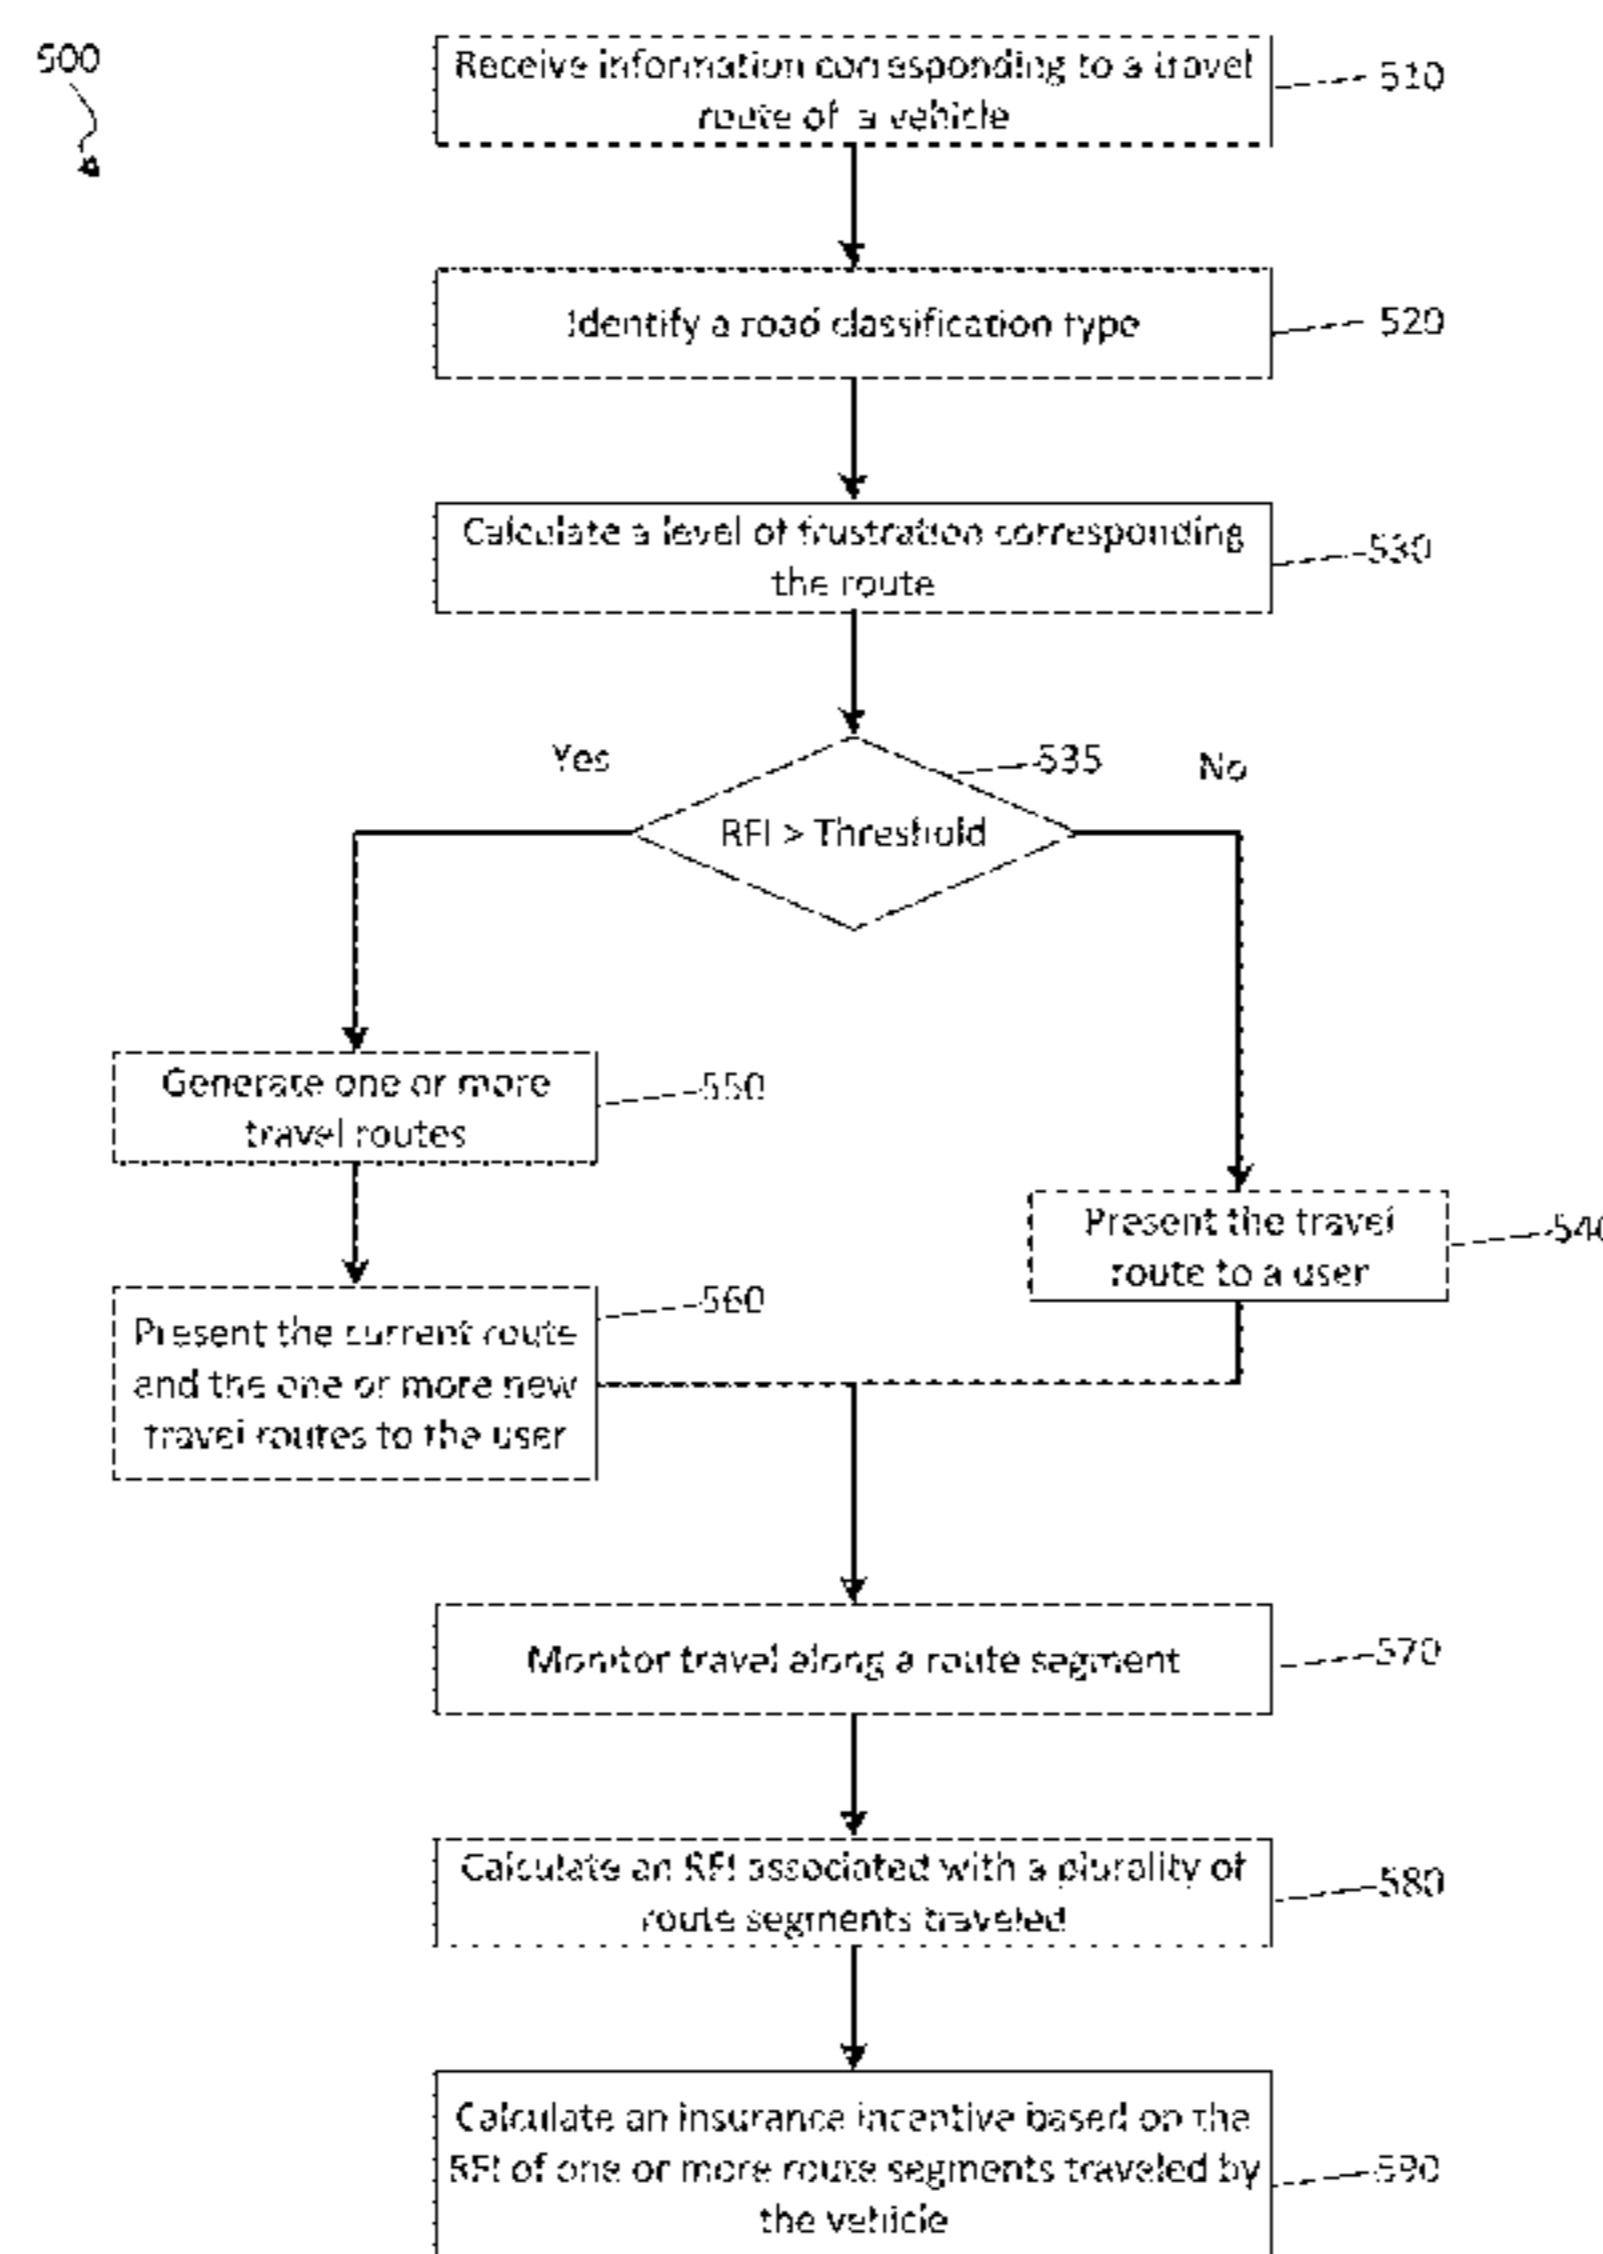 500
Receive information corresponding to a travel
route of a vehicle
510
Identify a road classification type
520
Calculate a level of frustration corresponding
the route
530
Yes
535
No
RFI > Threshold
Generate one or more
travel routes
550
Present the travel
route to a user
540
Present the current route
and the one or more new
travel routes to the user
560
Monitor travel along a route segment
570
Calculate an RFI associated with a plurality of
route segments traveled
580
Calculate an insurance incentive based on the
RFI of one or more route segments traveled by
the vehicle
590